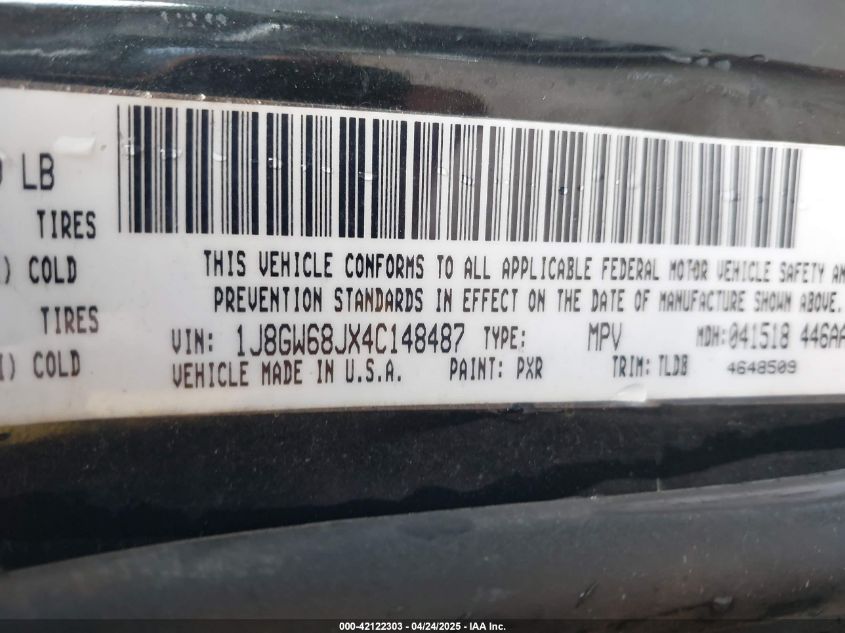 LB
TIRES
) COLD
TIRES
I) COLD
THIS VEHICLE CONFORMS TO ALL APPLICABLE FEDERAL MOTOR VEHICLE SAFETY AN
PREVENTION STANDARDS IN EFFECT ON THE DATE OF MANUFACTURE SHOWN ABOVE.
VIN: 1J8GW68JX4C148487 TYPE: MPV MDH:041518 446AA
VEHICLE MADE IN U.S.A. PAINT: PXR TRIM: TLDB 4648509
000-42122303 - 04/24/2025 - IAA Inc.